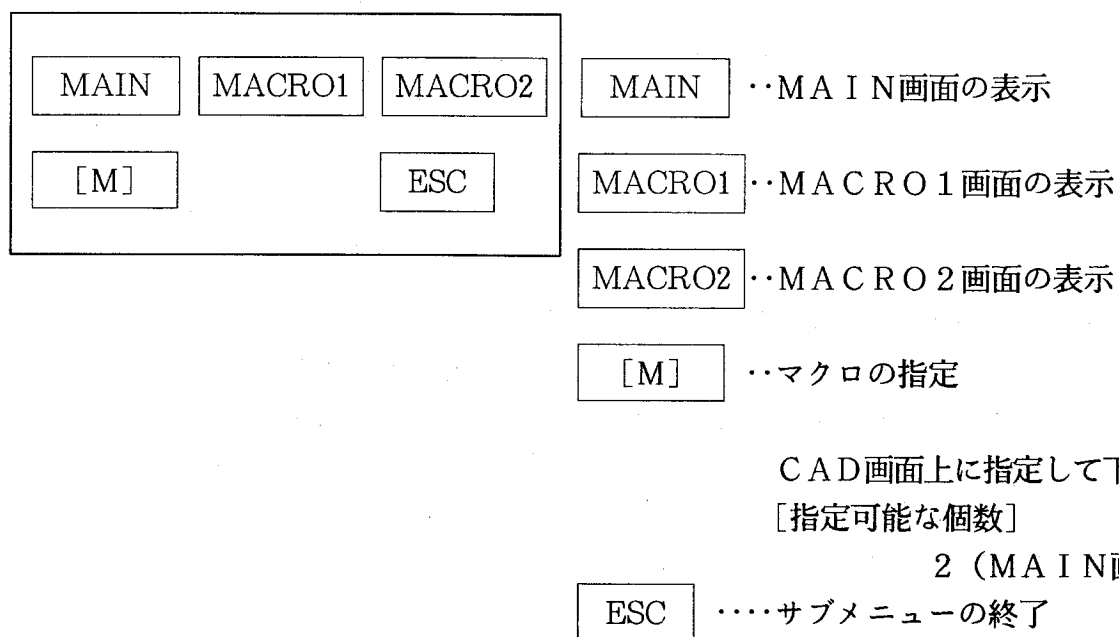 MAIN MACRO1 MACRO2
[M] ESC
MAIN ‥MAIN画面の表示
MACRO1 ‥MACRO1画面の表示
MACRO2 ‥MACRO2画面の表示
[M] ‥マクロの指定
CAD画面上に指定して
[指定可能な個数]
2(MAIN
ESC ‥‥サブメニューの終了